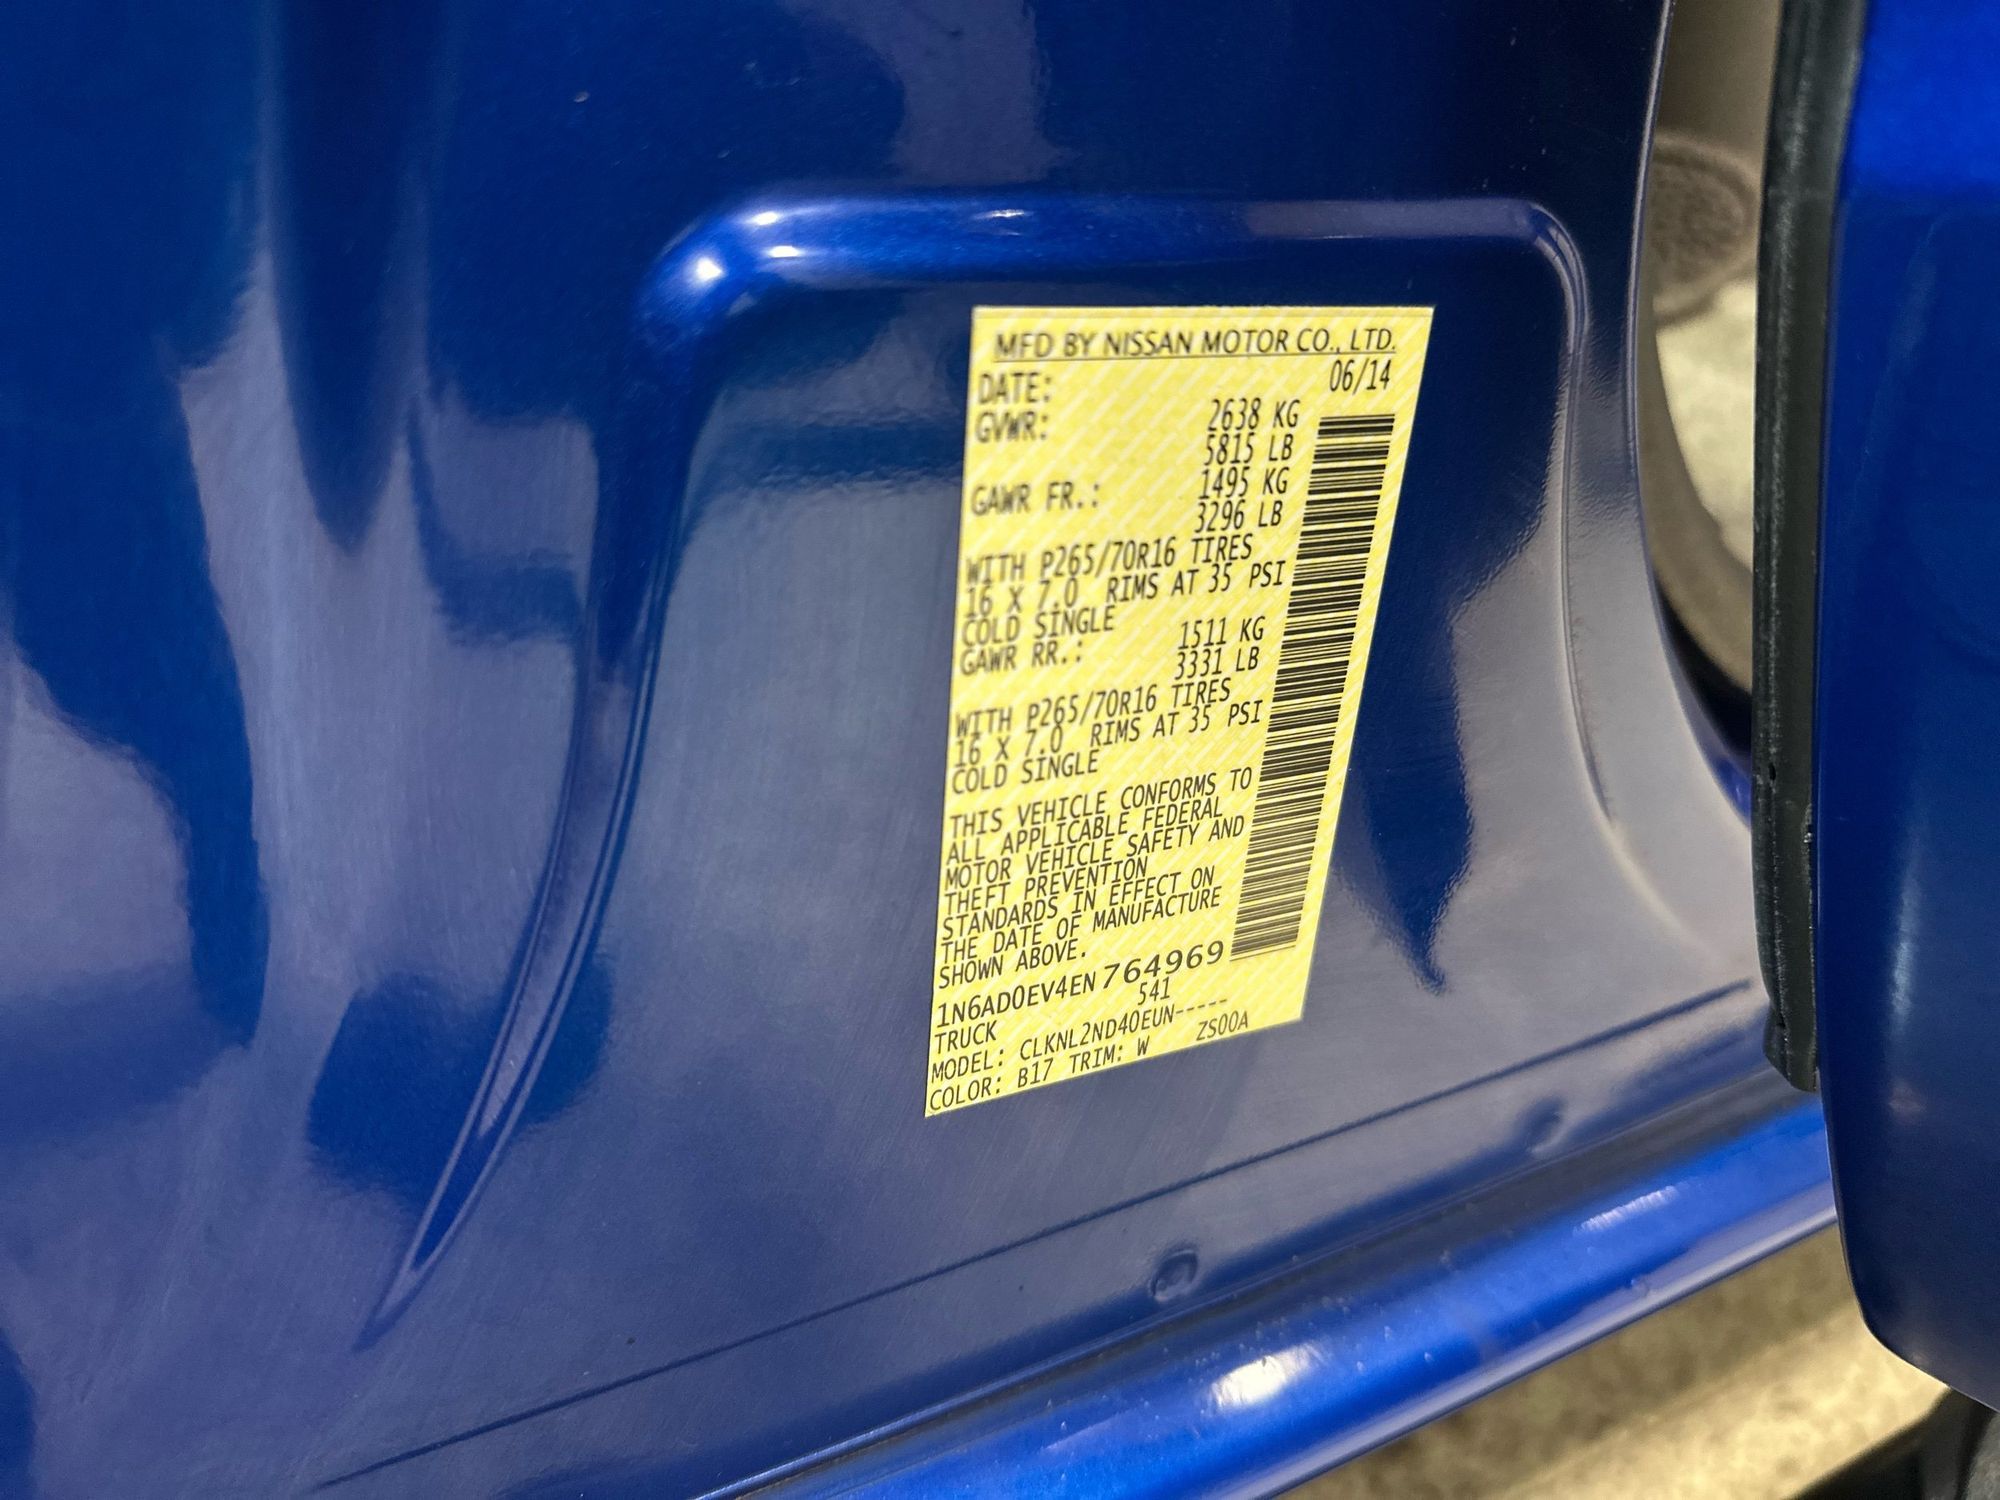 MFD BY NISSAN MOTOR CO., LTD.
DATE: 06/14
GVWR: 2638 KG
5815 LB
GAWR FR.: 1495 KG
3296 LB
WITH P265/70R16 TIRES
16 X 7.0 RIMS AT 35 PSI
COLD SINGLE
GAWR RR.: 1511 KG
3331 LB
WITH P265/70R16 TIRES
16 X 7.0 RIMS AT 35 PSI
COLD SINGLE
THIS VEHICLE CONFORMS TO
ALL APPLICABLE FEDERAL
MOTOR VEHICLE SAFETY AND
THEFT PREVENTION
STANDARDS IN EFFECT ON
THE DATE OF MANUFACTURE
SHOWN ABOVE.
1N6AD0EV4EN764969
TRUCK 541
MODEL: CLKNL2ND40EUN-----
COLOR: B17 TRIM: W ZS00A